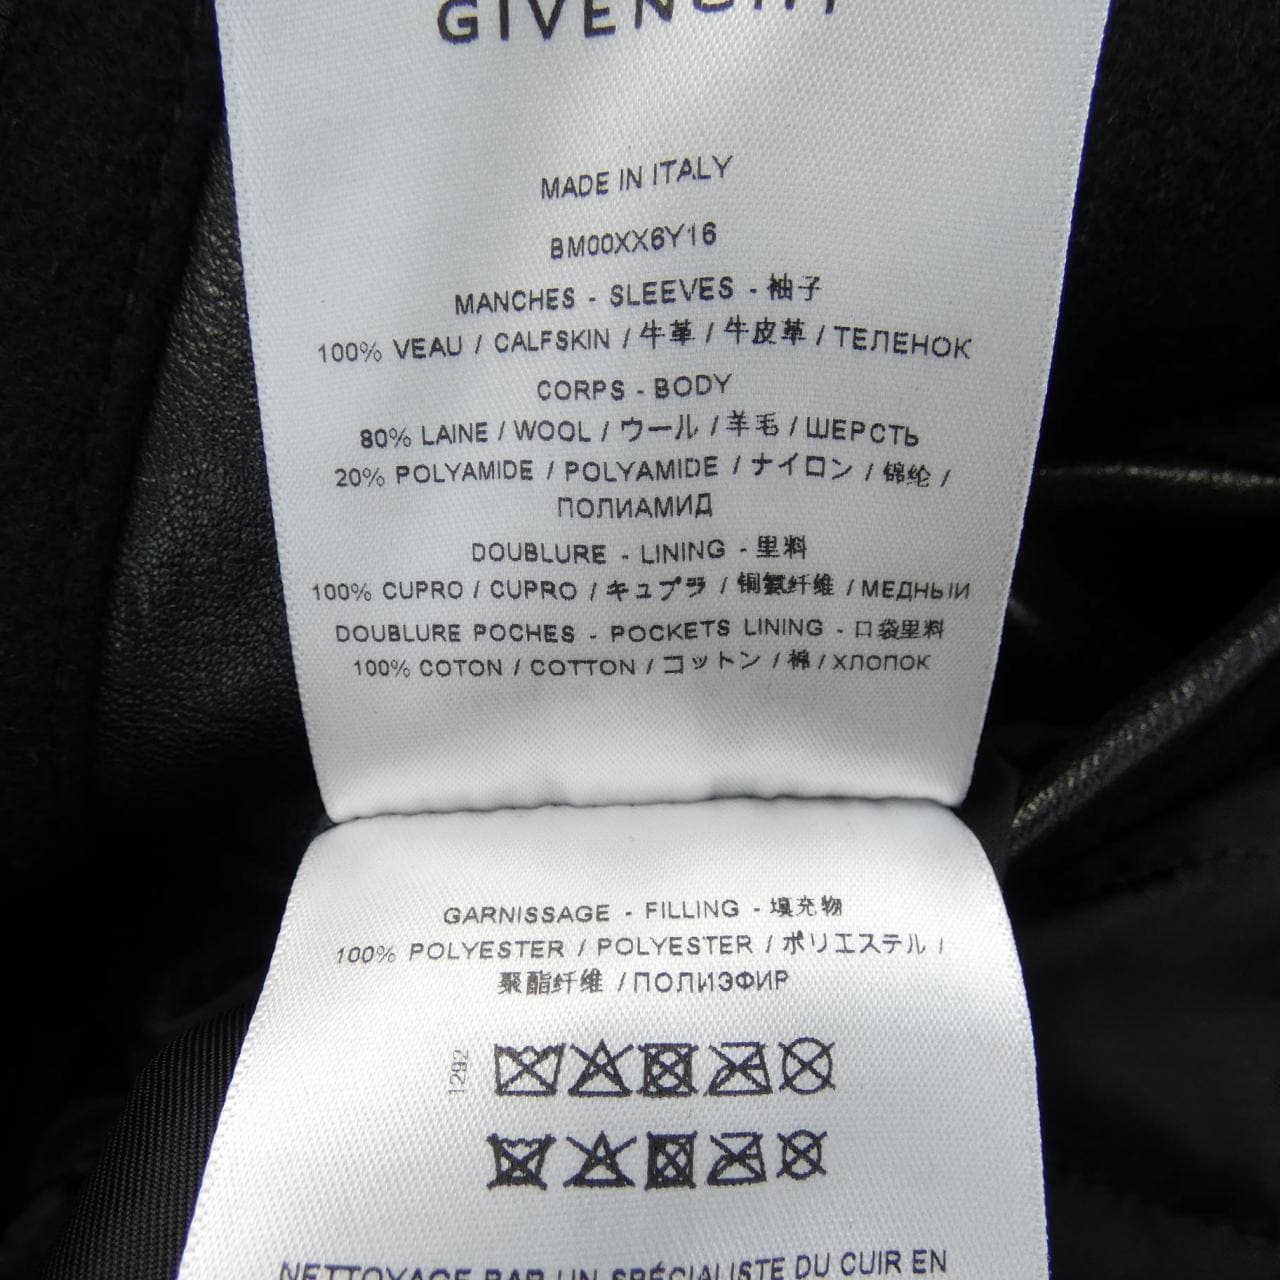 GIVENCHY
MADE IN ITALY
BM00XX6Y16
MANCHES - SLEEVES - 袖子
100% VEAU / CALFSKIN / 牛革 / 牛皮革 / ТЕЛЕНОК
CORPS - BODY
80% LAINE / WOOL / ウール / 羊毛 / ШЕРСТЬ
20% POLYAMIDE / POLYAMIDE / ナイロン / 锦纶 /
ПОЛИАМИД
DOUBLURE - LINING - 里料
100% CUPRO / CUPRO / キュプラ / 铜氨纤维 / МЕДНЫЙ
DOUBLURE POCHES - POCKETS LINING - 口袋里料
100% COTON / COTTON / コットン / 棉 / ХЛОПОК
GARNISSAGE - FILLING - 填充物
100% POLYESTER / POLYESTER / ポリエステル /
聚酯纤维 / ПОЛИЭФИР
1292
NETTOYAGE PAR UN SPÉCIALISTE DU CUIR EN